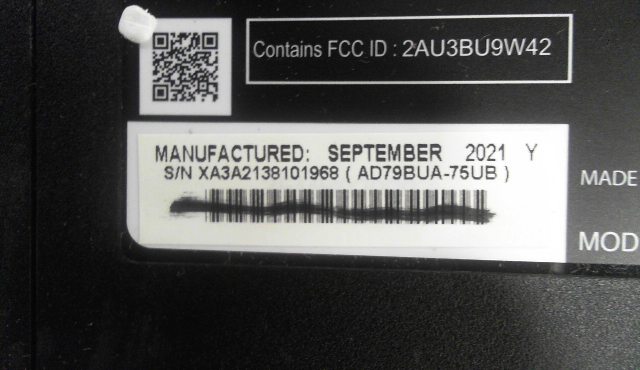 Contains FCC ID : 2AU3BU9W42
MANUFACTURED: SEPTEMBER 2021 Y
S/N XA3A2138101968 ( AD79BUA-75UB )
MADE
MOD